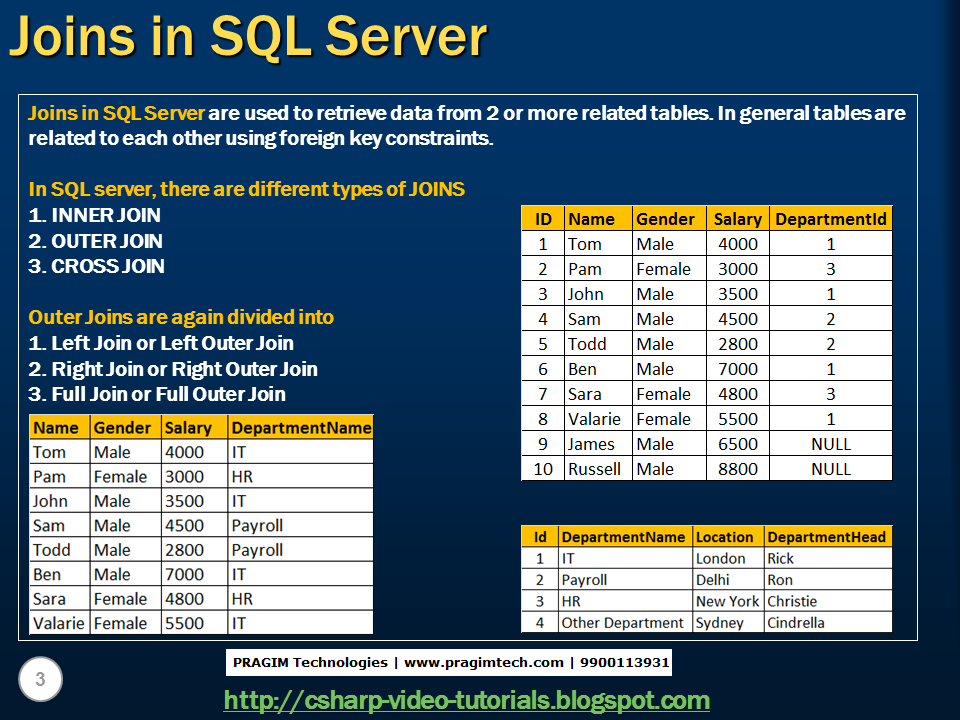 Joins in SQL Server
Joins in SQL Server are used to retrieve data from 2 or more related tables. In general tables are
related to each other using foreign key constraints.
In SQL server, there are different types of JOINS
1. INNER JOIN
2. OUTER JOIN
3. CROSS JOIN
Outer Joins are again divided into
1. Left Join or Left Outer Join
2. Right Join or Right Outer Join
3. Full Join or Full Outer Join
Name Gender Salary DepartmentName
Tom Male 4000 IT
Pam Female 3000 HR
John Male 3500 IT
Sam Male 4500 Payroll
Todd Male 2800 Payroll
Ben Male 7000 IT
Sara Female 4800 HR
Valarie Female 5500 IT
ID Name Gender Salary DepartmentId
1 Tom Male 4000 1
2 Pam Female 3000 3
3 John Male 3500 1
4 Sam Male 4500 2
5 Todd Male 2800 2
6 Ben Male 7000 1
7 Sara Female 4800 3
8 Valarie Female 5500 1
9 James Male 6500 NULL
10 Russell Male 8800 NULL
Id DepartmentName Location DepartmentHead
1 IT London Rick
2 Payroll Delhi Ron
3 HR New York Christie
4 Other Department Sydney Cindrella
3
PRAGIM Technologies | www.pragimtech.com | 9900113931
http://csharp-video-tutorials.blogspot.com